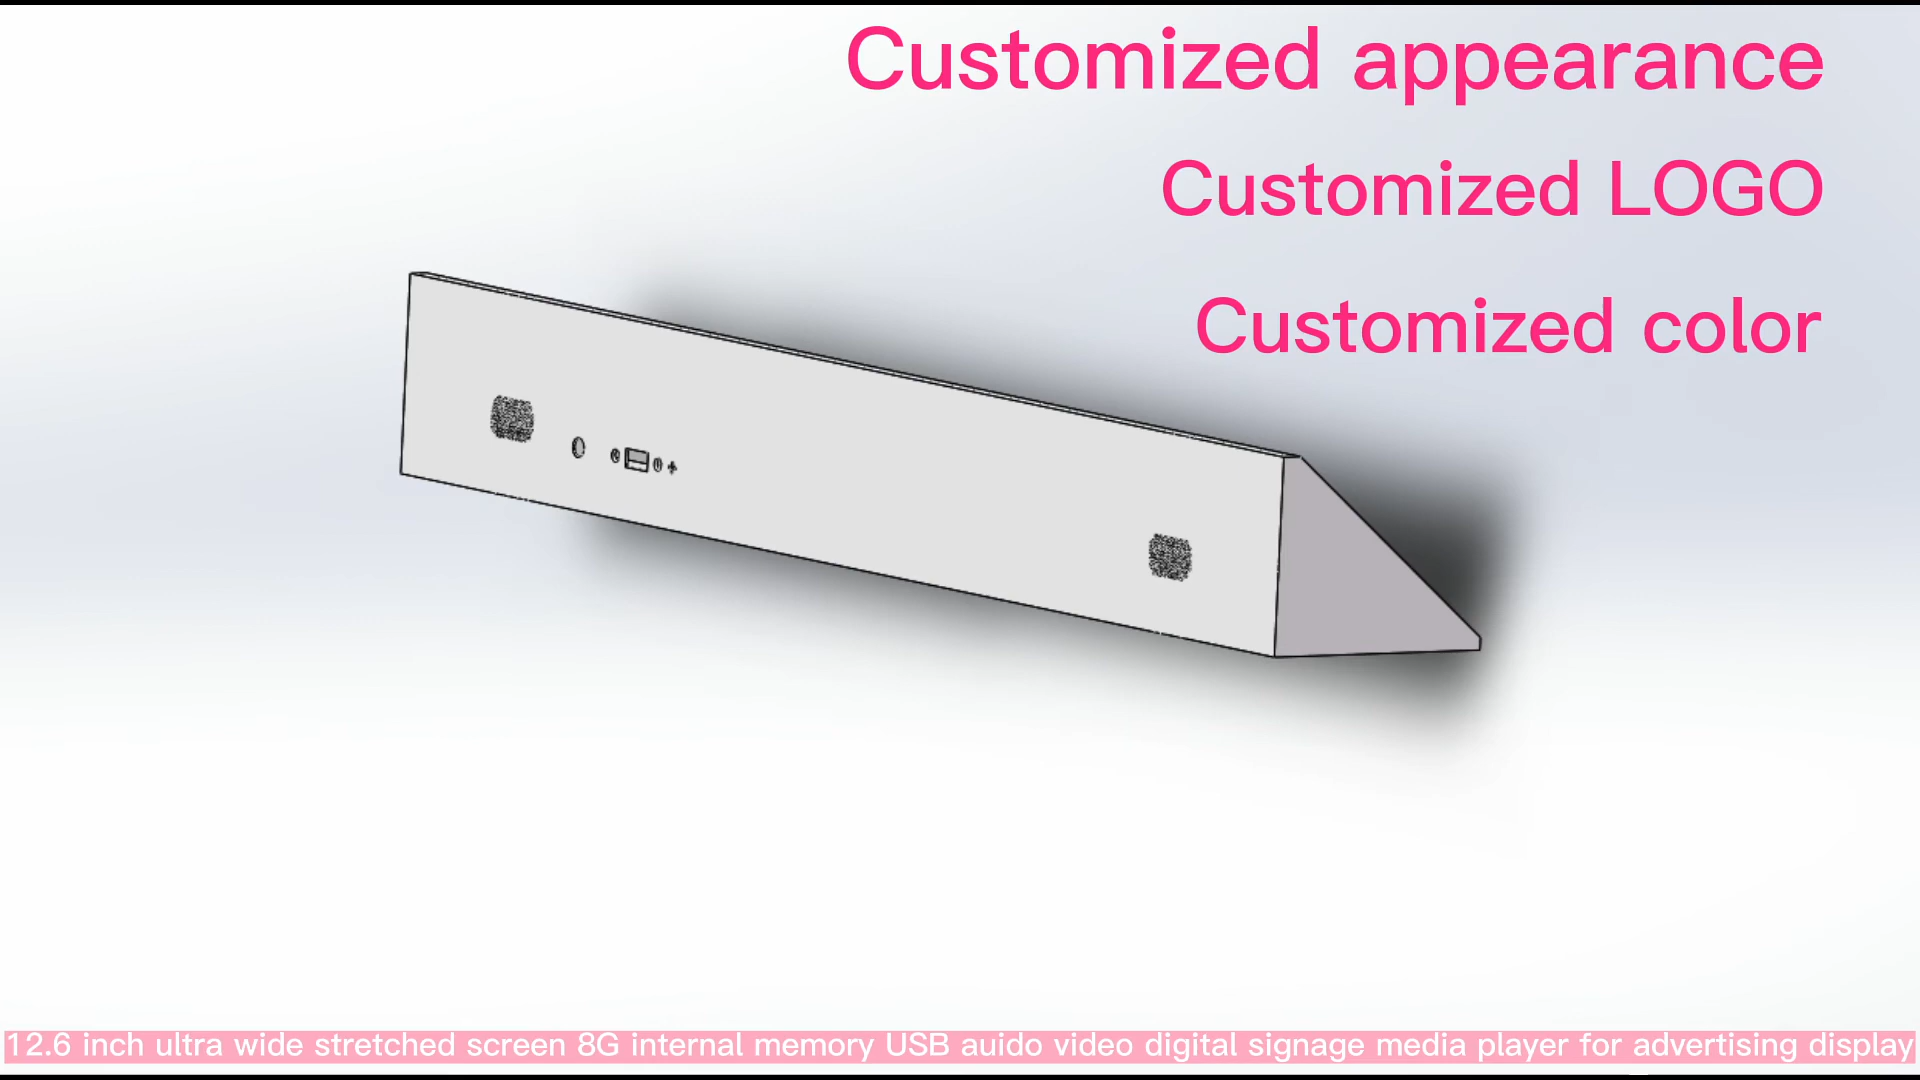 Customized appearance
Customized LOGO
Customized color
12.6 inch ultra wide stretched screen 8G internal memory USB auido video digital signage media player for advertising display